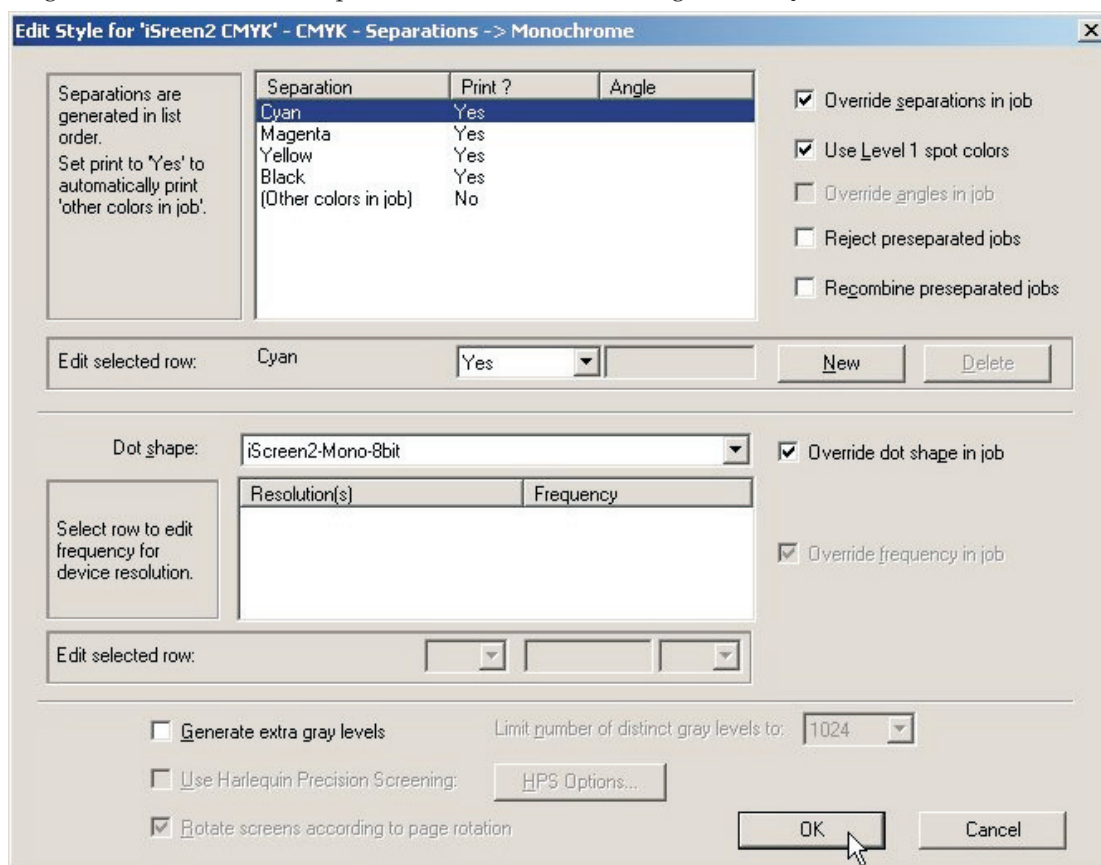 Edit Style for 'iSreen2 CMYK' - CMYK - Separations -> Monochrome
Separations are
generated in list
order.
Set print to 'Yes' to
automatically print
'other colors in job'.
Separation Print ? Angle
Cyan Yes
Magenta Yes
Yellow Yes
Black Yes
(Other colors in job) No
Override separations in job
Use Level 1 spot colors
Override angles in job
Reject preseparated jobs
Recombine preseparated jobs
Edit selected row: Cyan Yes New Delete
Dot shape: iScreen2-Mono-8bit Override dot shape in job
Select row to edit
frequency for
device resolution.
Resolution(s) Frequency
Override frequency in job
Edit selected row:
Generate extra gray levels Limit number of distinct gray levels to: 1024
Use Harlequin Precision Screening: HPS Options...
Rotate screens according to page rotation
OK Cancel